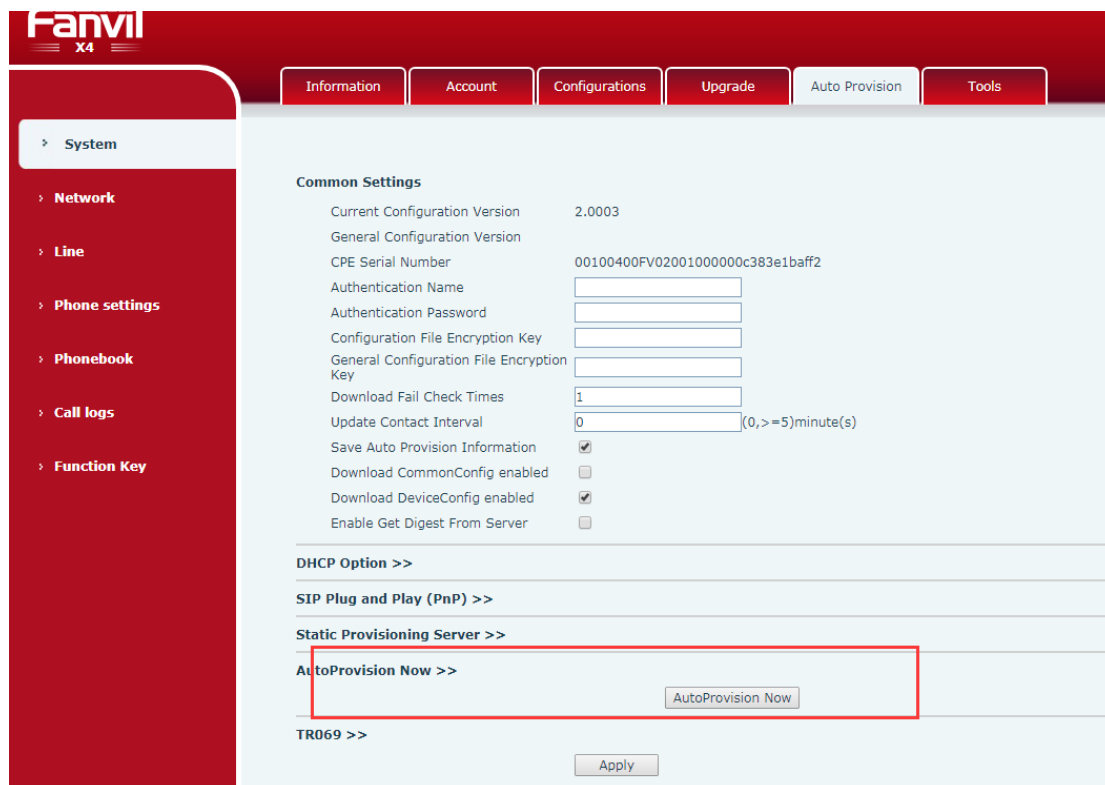 Fanvil
X4
Information Account Configurations Upgrade Auto Provision Tools
› System
› Network
› Line
› Phone settings
› Phonebook
› Call logs
› Function Key
Common Settings
Current Configuration Version 2.0003
General Configuration Version
CPE Serial Number 00100400FV02001000000c383e1baff2
Authentication Name
Authentication Password
Configuration File Encryption Key
General Configuration File Encryption
Key
Download Fail Check Times 1
Update Contact Interval 0 (0,>=5)minute(s)
Save Auto Provision Information
Download CommonConfig enabled
Download DeviceConfig enabled
Enable Get Digest From Server
DHCP Option >>
SIP Plug and Play (PnP) >>
Static Provisioning Server >>
AutoProvision Now >>
AutoProvision Now
TR069 >>
Apply